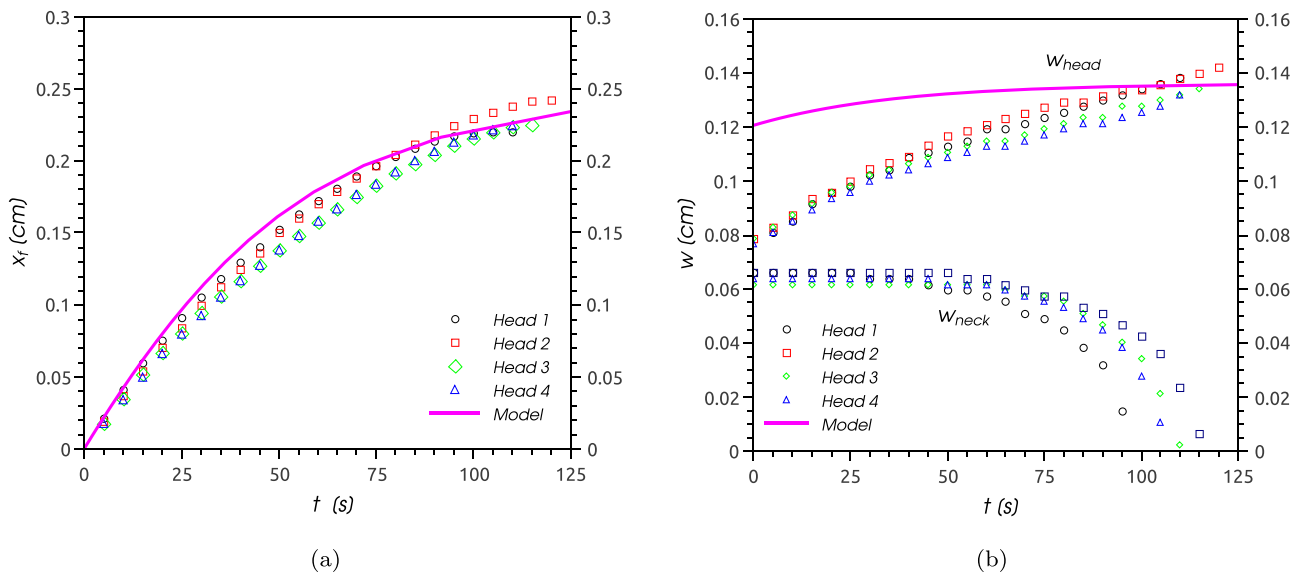 0.3
0.25
0.2
0.15
0.1
0.05
0
0.3
0.25
0.2
0.15
0.1
0.05
0
0 25 50 75 100 125
x_f (cm)
t (s)
Head 1
Head 2
Head 3
Head 4
Model
(a)
0.16
0.14
0.12
0.1
0.08
0.06
0.04
0.02
0
0.16
0.14
0.12
0.1
0.08
0.06
0.04
0.02
0
0 25 50 75 100 125
w (cm)
t (s)
w_head
w_neck
Head 1
Head 2
Head 3
Head 4
Model
(b)